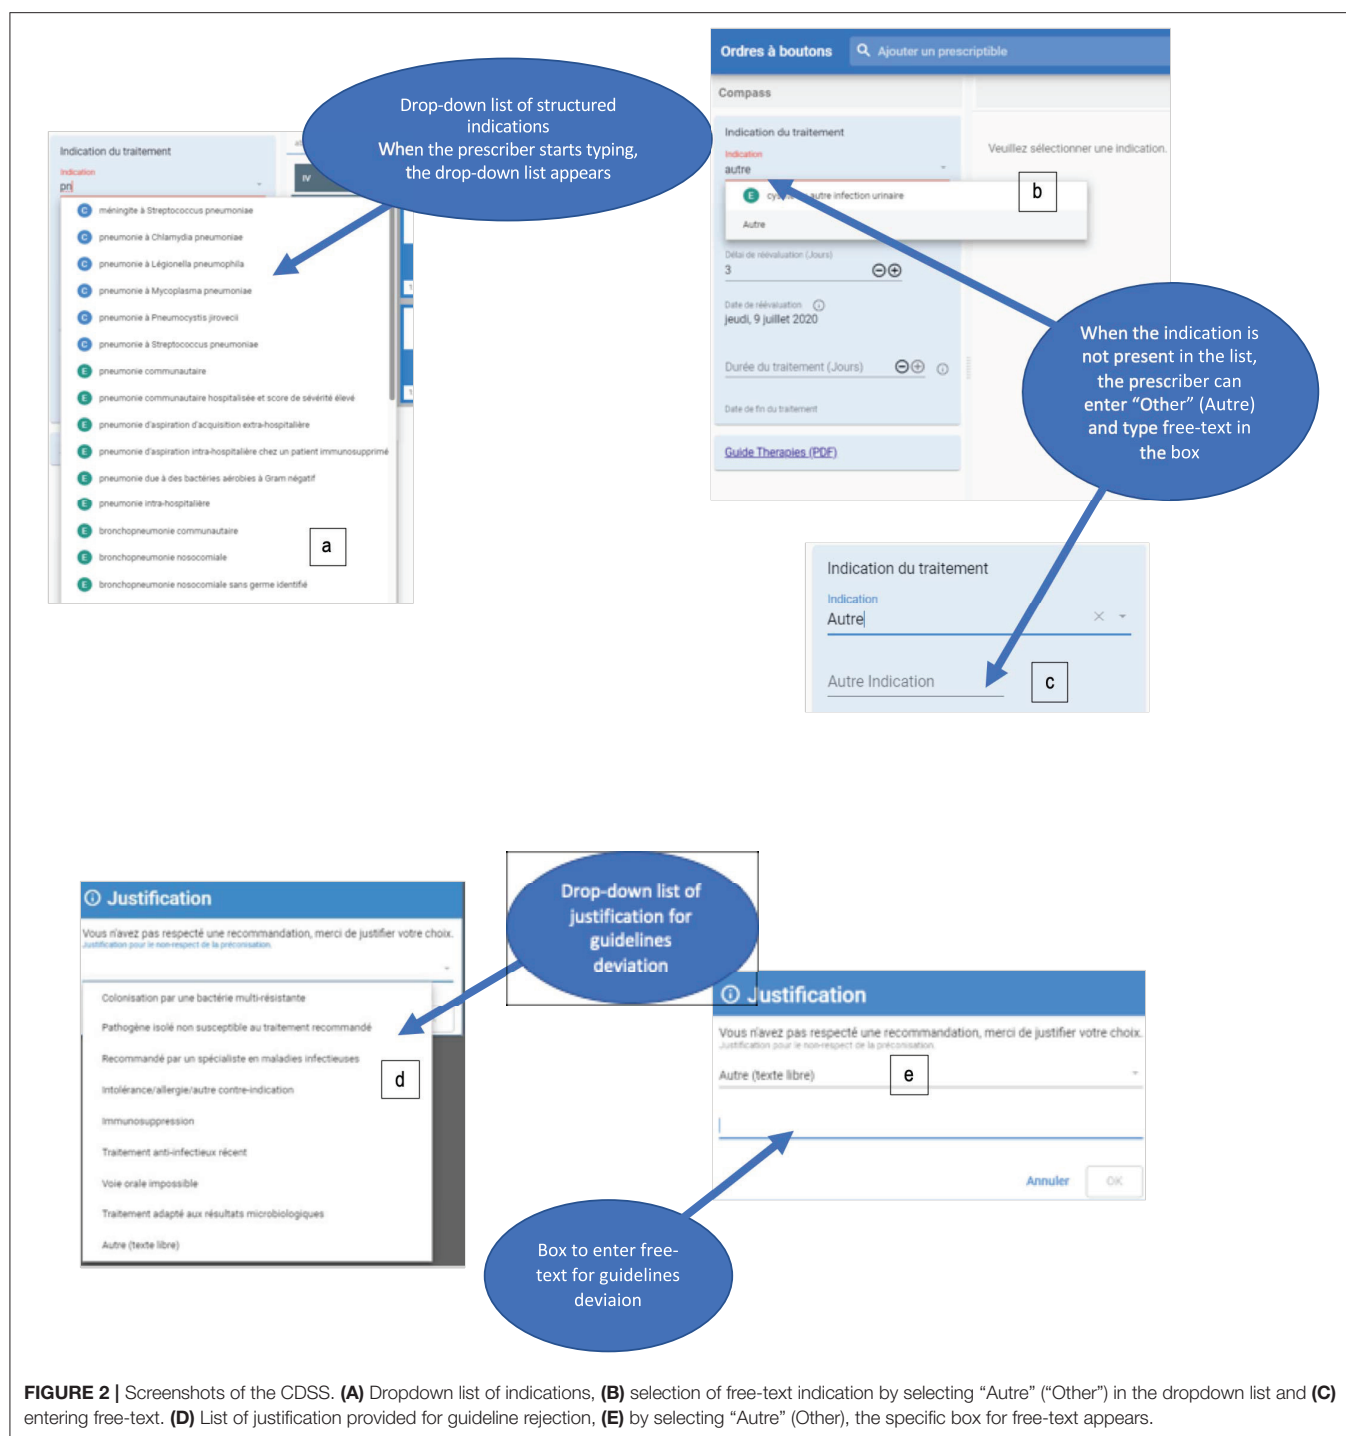 Drop-down list of structured
indications
When the prescriber starts typing,
the drop-down list appears
Indication du traitement
Indication
pn
IV
C méningite à Streptococcus pneumoniae
C pneumonie à Chlamydia pneumoniae
C pneumonie à Légionella pneumophila
C pneumonie à Mycoplasma pneumoniae
C pneumonie à Pneumocystis jirovecii
C pneumonie à Streptococcus pneumoniae
E pneumonie communautaire
E pneumonie communautaire hospitalisée et score de sévérité élevé
E pneumonie d'aspiration d'acquisition extra-hospitalière
E pneumonie d'aspiration intra-hospitalière chez un patient immunosupprimé
E pneumonie due à des bactéries aérobies à Gram négatif
E pneumonie intra-hospitalière
E bronchopneumonie communautaire
E bronchopneumonie nosocomiale
E bronchopneumonie nosocomiale sans germe identifié
a
Ordres à boutons
Ajouter un prescriptible
Compass
Indication du traitement
Indication
autre
E autre infection urinaire
Autre
Veuillez sélectionner une indication.
b
Délai de réévaluation (Jours)
3
Date de réévaluation
jeudi, 9 juillet 2020
Durée du traitement (Jours)
Date de fin du traitement
Guide Therapies (PDF)
When the indication is
not present in the list,
the prescriber can
enter “Other” (Autre)
and type free-text in
the box
Indication du traitement
Indication
Autre
Autre Indication
c
Justification
Vous n'avez pas respecté une recommandation, merci de justifier votre choix.
Justification pour le non-respect de la préconisation.
Colonisation par une bactérie multi-résistante
Pathogène isolé non susceptible au traitement recommandé
Recommandé par un spécialiste en maladies infectieuses
Intolérance/allergie/autre contre-indication
Immunosuppression
Traitement anti-infectieux récent
Voie orale impossible
Traitement adapté aux résultats microbiologiques
Autre (texte libre)
d
Drop-down list of
justification for
guidelines
deviation
Justification
Vous n'avez pas respecté une recommandation, merci de justifier votre choix.
Justification pour le non-respect de la préconisation.
Autre (texte libre)
e
Annuler
OK
Box to enter free-
text for guidelines
deviaion
FIGURE 2 | Screenshots of the CDSS. (A) Dropdown list of indications, (B) selection of free-text indication by selecting “Autre” (“Other”) in the dropdown list and (C)
entering free-text. (D) List of justification provided for guideline rejection, (E) by selecting “Autre” (Other), the specific box for free-text appears.